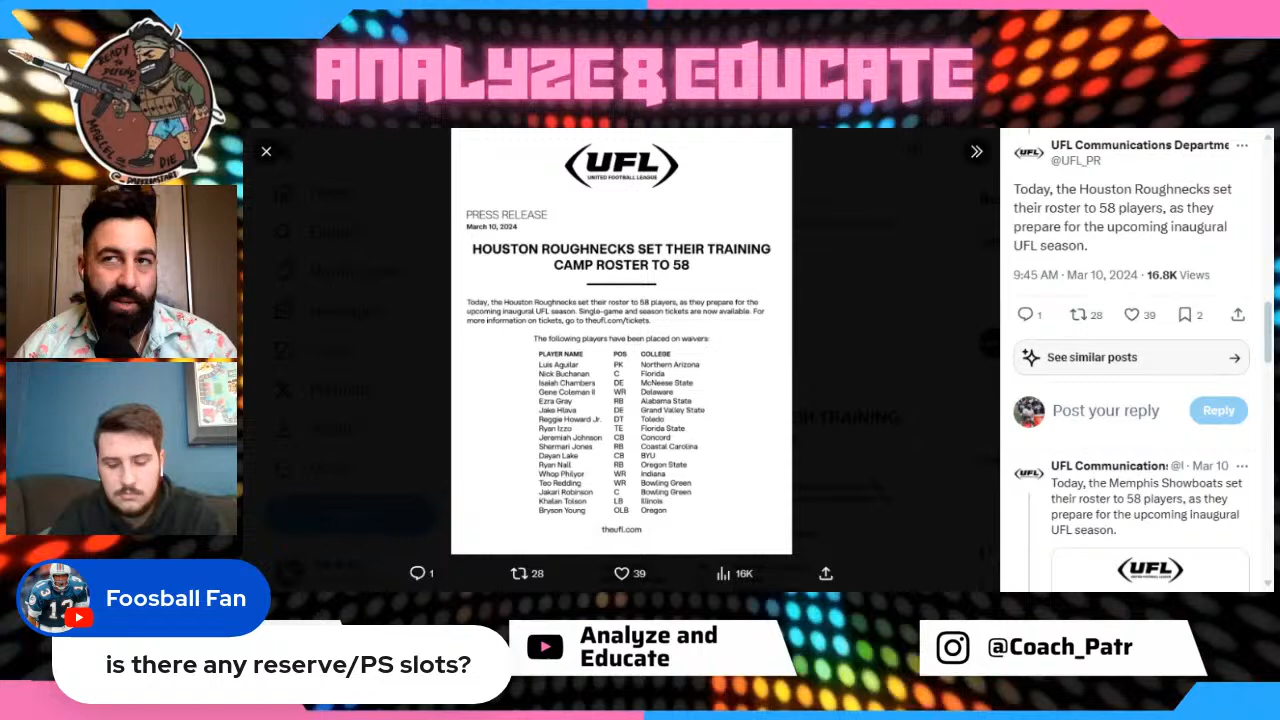 READY
TO
DEFEND
MARCEL
DIE
ANALYZE & EDUCATE
UFL
UNITED FOOTBALL LEAGUE
PRESS RELEASE
March 10, 2024
HOUSTON ROUGHNECKS SET THEIR TRAINING
CAMP ROSTER TO 58
Today, the Houston Roughnecks set their roster to 58 players, as they prepare for the
upcoming inaugural UFL season. Single-game and season tickets are now available. For
more information on tickets, go to theufl.com/tickets.
The following players have been placed on waivers:
PLAYER NAME POS COLLEGE
Luis Aguilar PK Northern Arizona
Nick Buchanan C Florida
Isaiah Chambers DE McNeese State
Gene Coleman II WR Delaware
Ezra Gray RB Alabama State
Jake Hlava DE Grand Valley State
Reggie Howard Jr. DT Toledo
Ryan Izzo TE Florida State
Jeremiah Johnson CB Concord
Shermari Jones RB Coastal Carolina
Dayan Lake CB BYU
Ryan Nall RB Oregon State
Whop Philyor WR Indiana
Teo Redding WR Bowling Green
Jakari Robinson C Bowling Green
Khalan Tolson LB Illinois
Bryson Young OLB Oregon
theufl.com
1 28 39 16K
UFL Communications Departme ...
@UFL_PR
Today, the Houston Roughnecks set
their roster to 58 players, as they
prepare for the upcoming inaugural
UFL season.
9:45 AM · Mar 10, 2024 · 16.8K Views
1 28 39 2
See similar posts
Post your reply
Reply
UFL Communications @ · Mar 10 ...
Today, the Memphis Showboats set
their roster to 58 players, as they
prepare for the upcoming inaugural
UFL season.
UFL
UNITED FOOTBALL LEAGUE
Foosball Fan
is there any reserve/PS slots?
Analyze and
Educate
@Coach_Patr